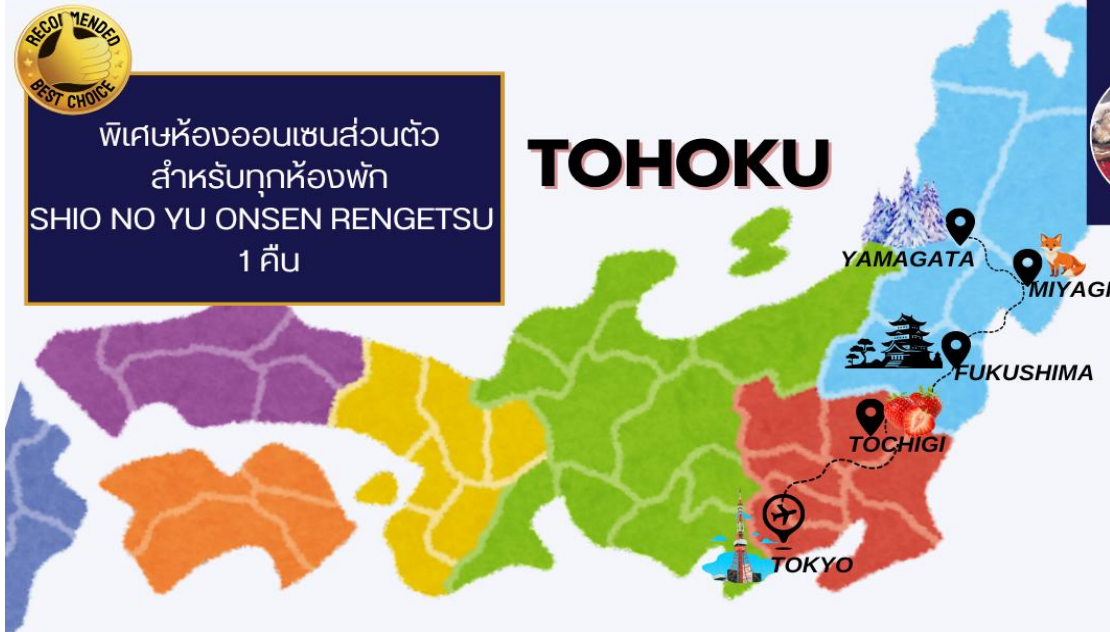 RECOMMENDED
BEST CHOICE
พิเศษห้องออนเซนส่วนตัว
สำหรับทุกห้องพัก
SHIO NO YU ONSEN RENGETSU
1 คืน
TOHOKU
YAMAGATA
MIYAGI
FUKUSHIMA
TOCHIGI
TOKYO